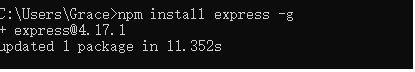 C:\Users\Grace>npm install express -g
+ express@4.17.1
updated 1 package in 11.352s